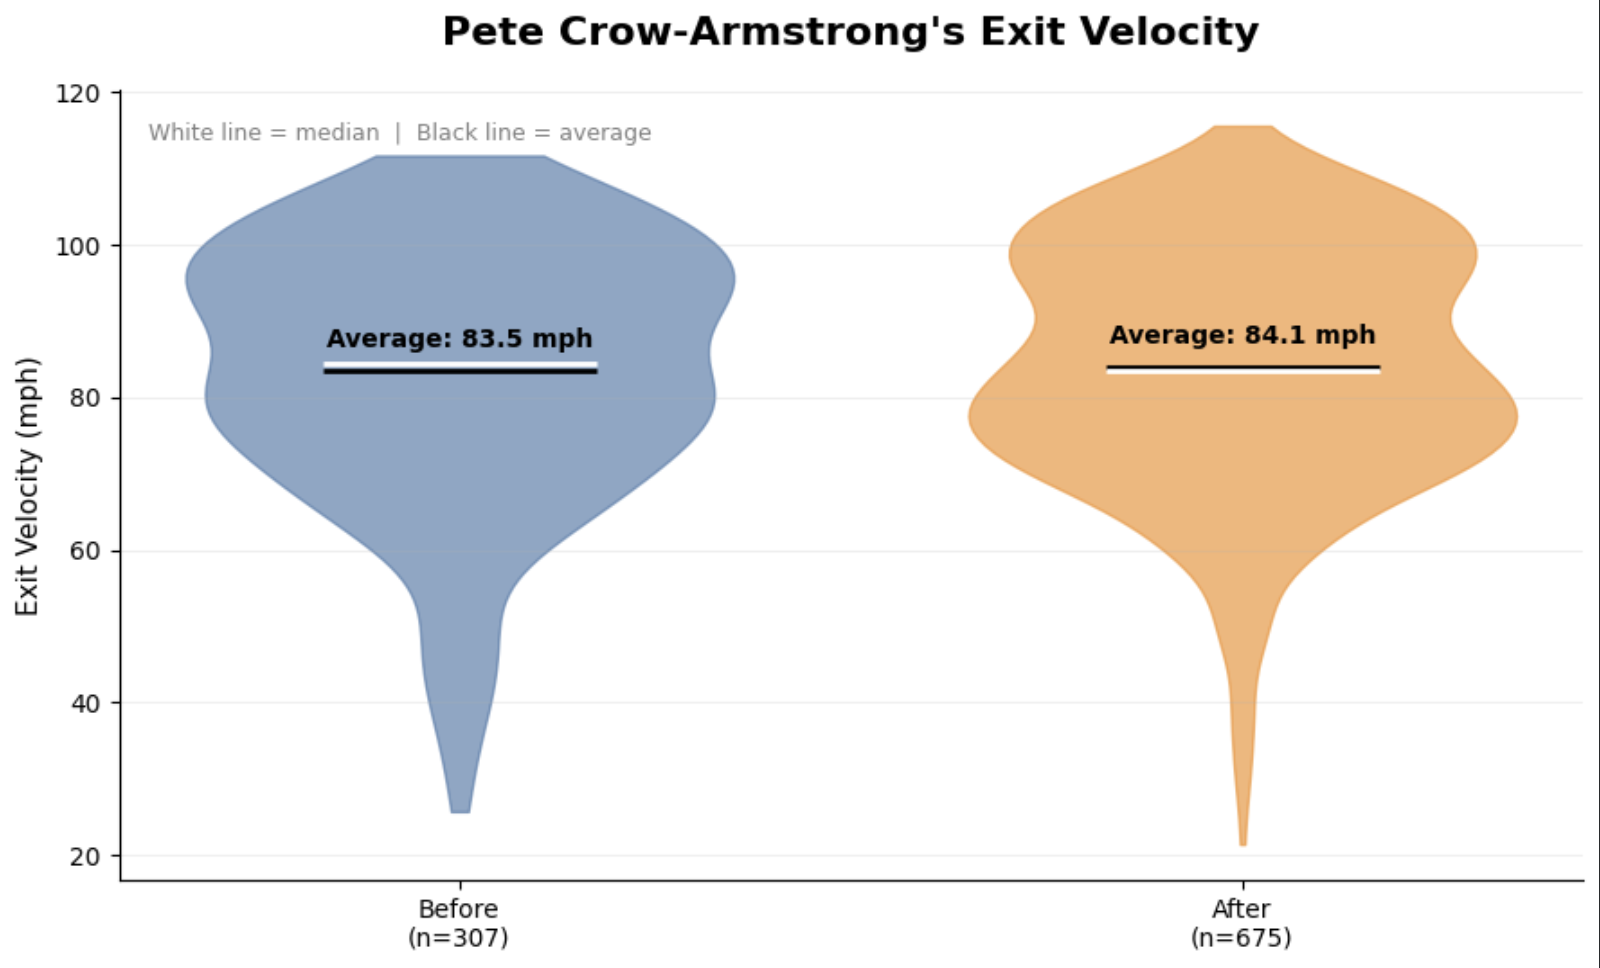 Pete Crow-Armstrong's Exit Velocity
White line = median | Black line = average
Exit Velocity (mph)
120
100
80
60
40
20
Average: 83.5 mph
Average: 84.1 mph
Before
(n=307)
After
(n=675)